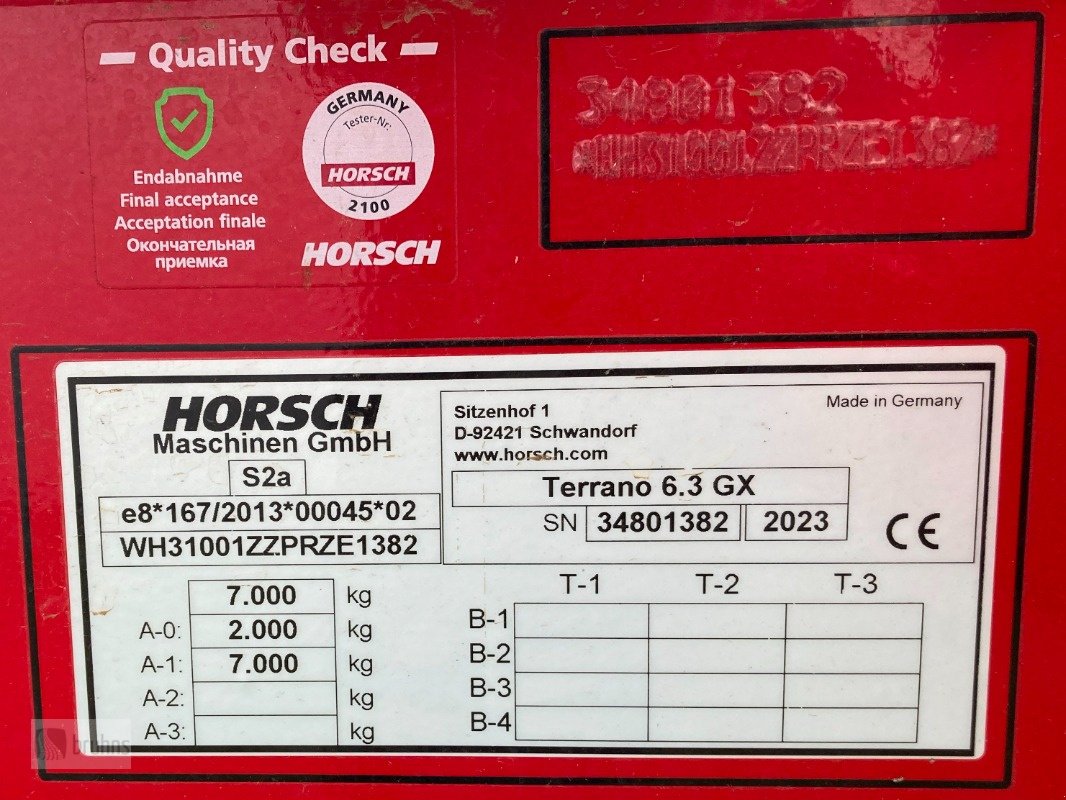 Quality Check
Endabnahme
Final acceptance
Acceptation finale
Окончательная
приемка
GERMANY
Tester-Nr:
HORSCH
2100
HORSCH
34801382
HORSCH
Maschinen GmbH
S2a
e8*167/2013*00045*02
WH31001ZZPRZE1382
Sitzenhof 1
D-92421 Schwandorf
www.horsch.com
Made in Germany
Terrano 6.3 GX
SN 34801382 2023
CE
7.000 kg
A-0: 2.000 kg
A-1: 7.000 kg
A-2: kg
A-3: kg
T-1 T-2 T-3
B-1
B-2
B-3
B-4
bruhns